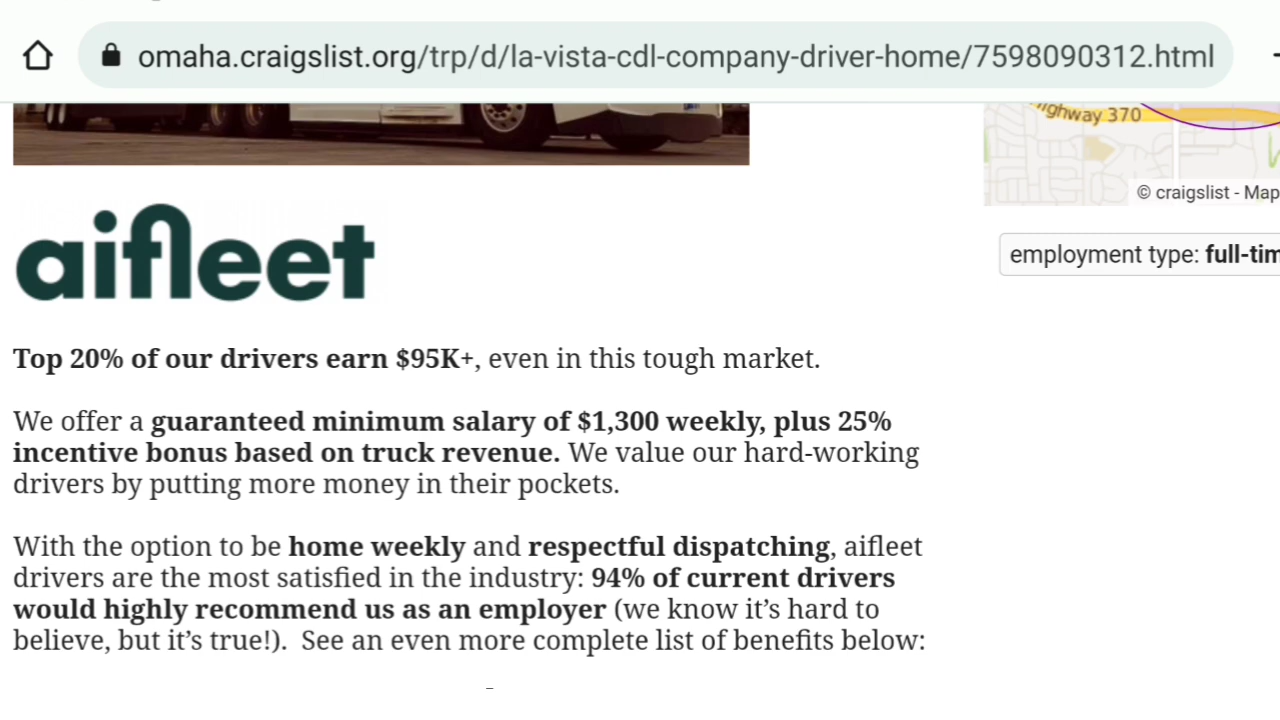 omaha.craigslist.org/trp/d/la-vista-cdl-company-driver-home/7598090312.html
Highway 370
© craigslist - Map
aifleet
employment type: full-tim
Top 20% of our drivers earn $95K+, even in this tough market.
We offer a guaranteed minimum salary of $1,300 weekly, plus 25%
incentive bonus based on truck revenue. We value our hard-working
drivers by putting more money in their pockets.
With the option to be home weekly and respectful dispatching, aifleet
drivers are the most satisfied in the industry: 94% of current drivers
would highly recommend us as an employer (we know it's hard to
believe, but it's true!).  See an even more complete list of benefits below: